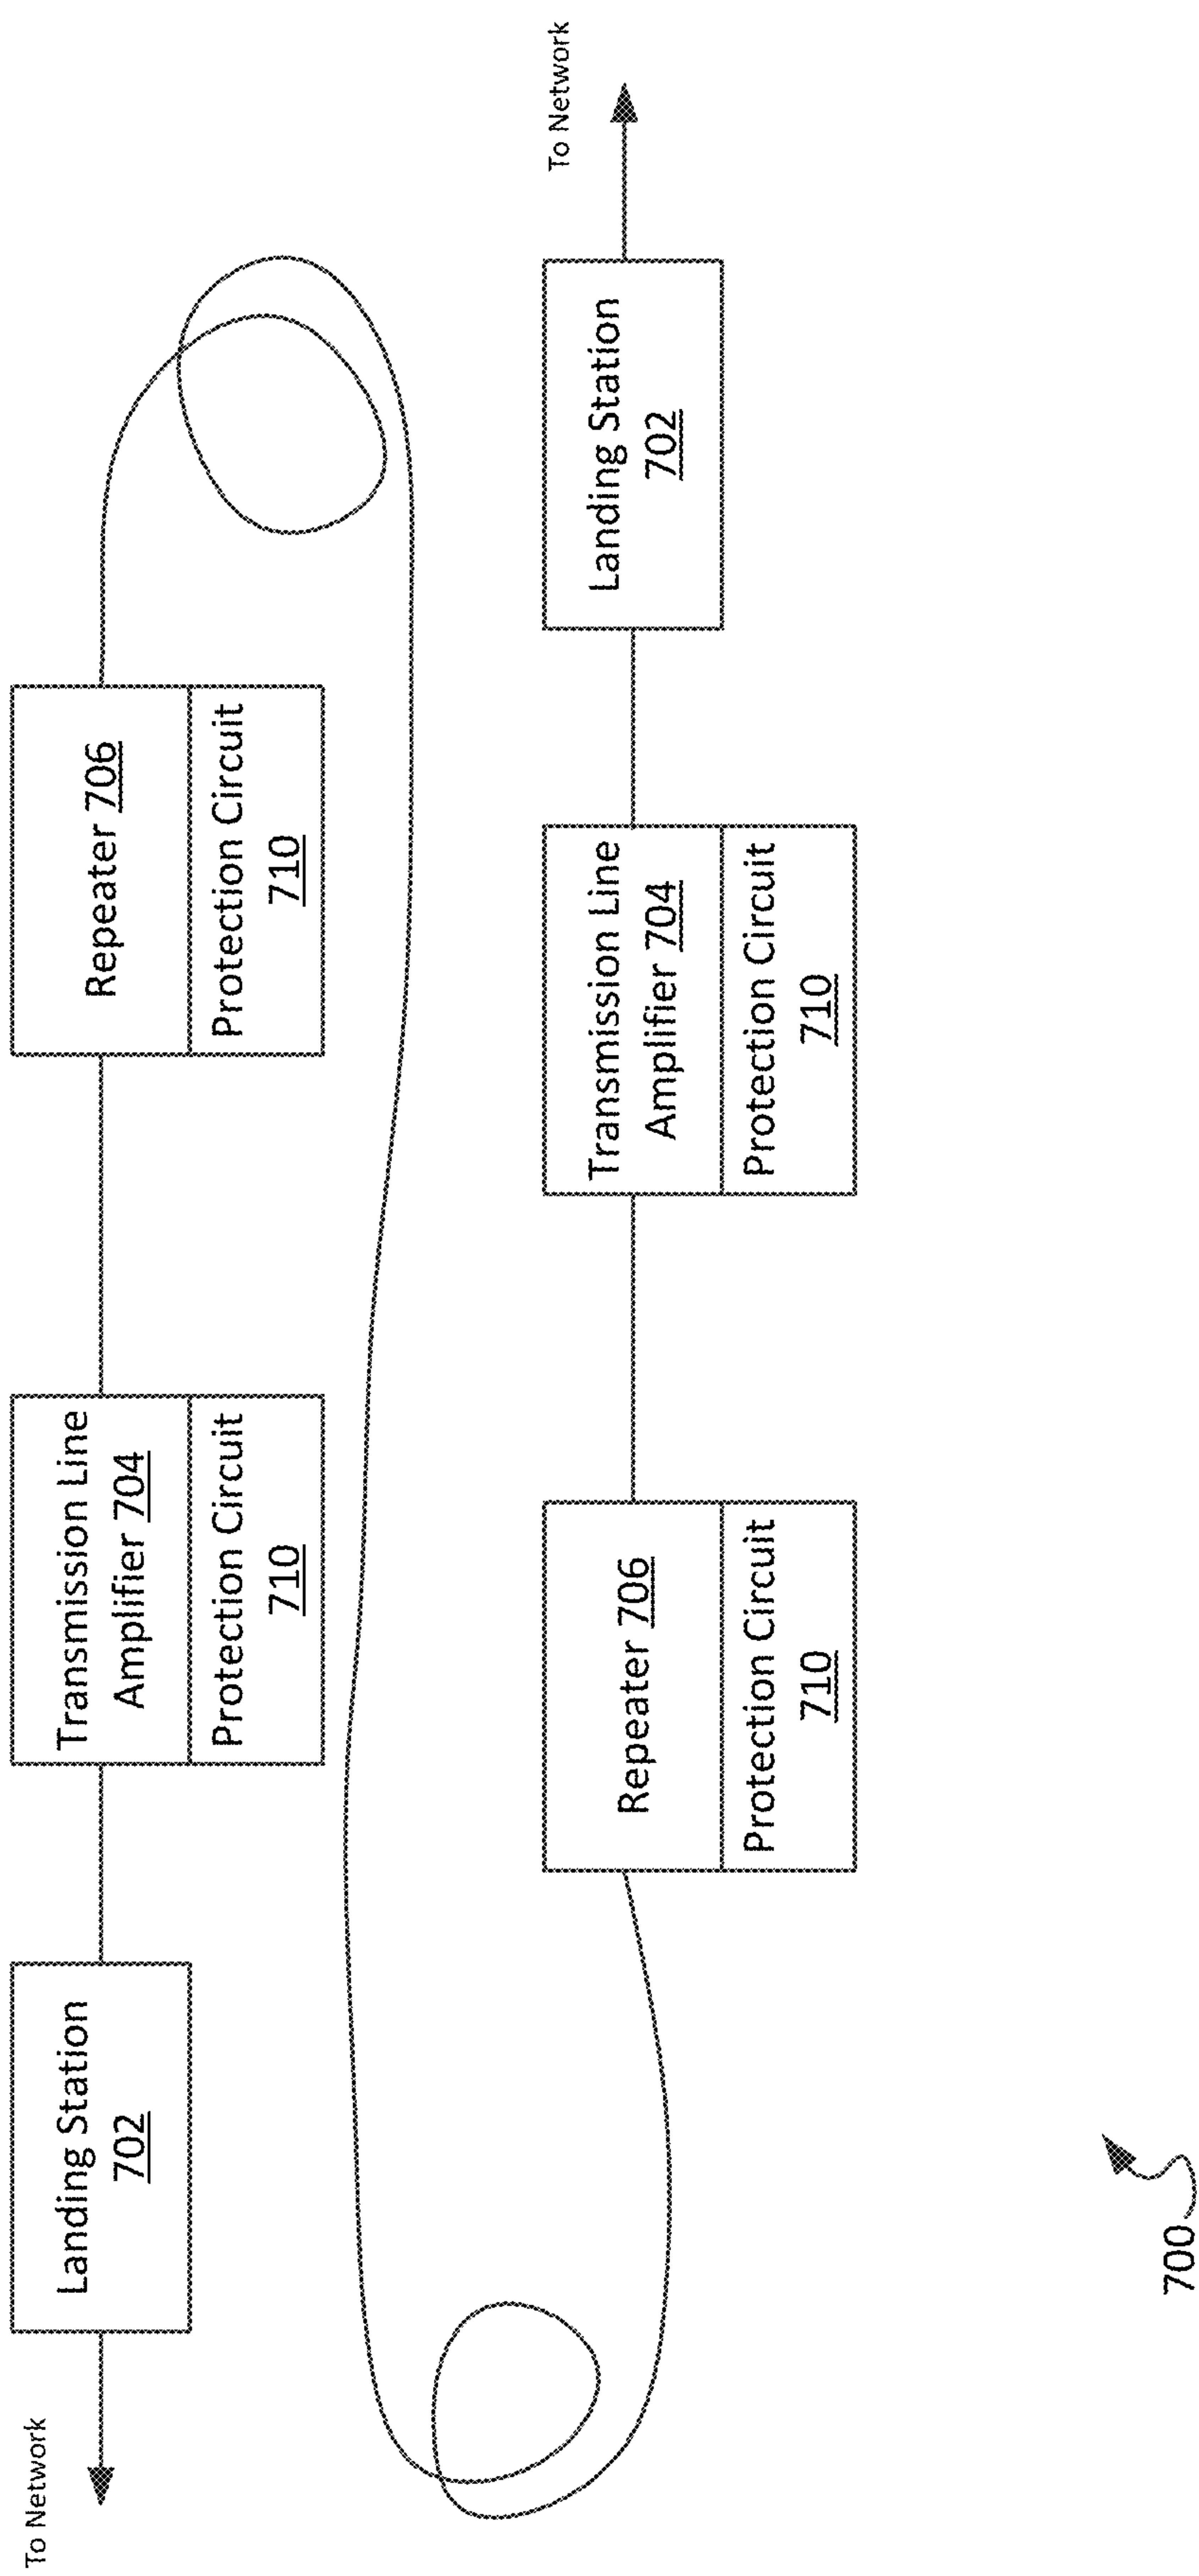 To Network
Landing Station
702
Transmission Line
Amplifier 704
Protection Circuit
710
Repeater 706
Protection Circuit
710
Repeater 706
Protection Circuit
710
Transmission Line
Amplifier 704
Protection Circuit
710
Landing Station
702
To Network
700